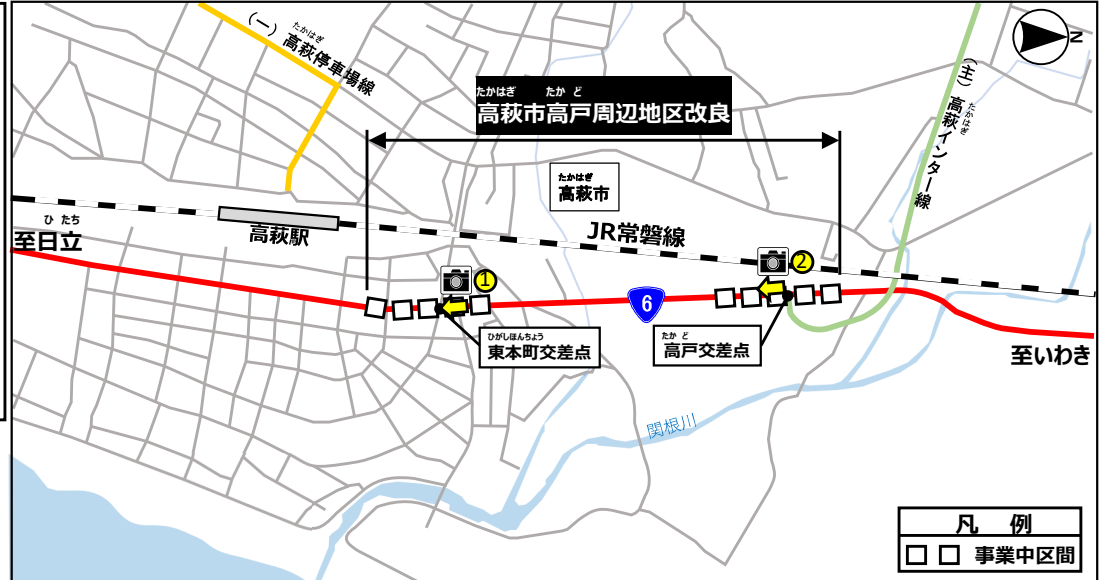 (一)高萩停車場線
たかはぎ
たかはぎ たか ど
高萩市高戸周辺地区改良
N
(主)高萩インター線
たかはぎ
たかはぎ
高萩市
ひ たち
至日立
高萩駅
JR常磐線
1
2
6
ひがしほんちょう
東本町交差点
たか ど
高戸交差点
至いわき
関根川
凡 例
事業中区間